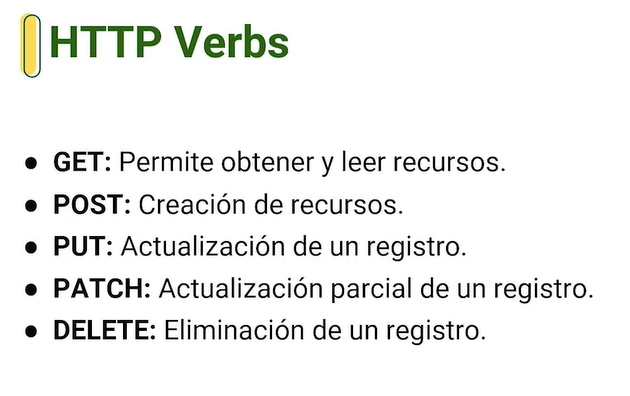 HTTP Verbs
● GET: Permite obtener y leer recursos.
● POST: Creación de recursos.
● PUT: Actualización de un registro.
● PATCH: Actualización parcial de un registro.
● DELETE: Eliminación de un registro.